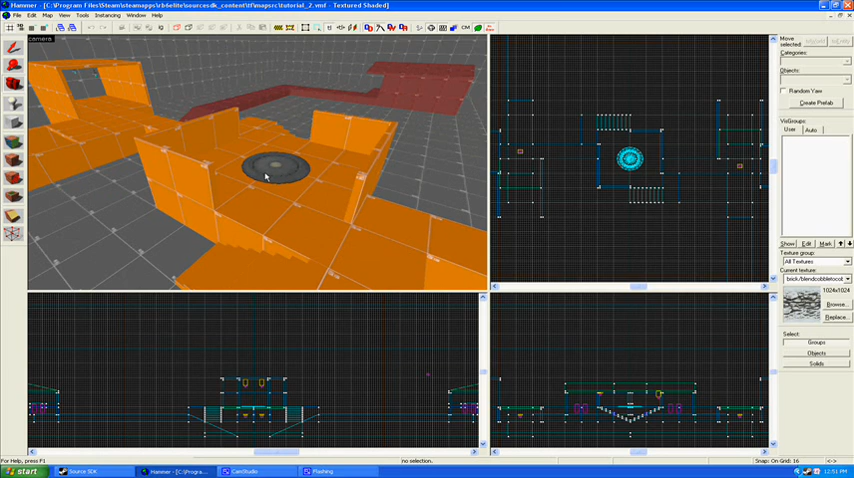 Hammer - [C:\Program Files\Steam\steamapps\rb6elite\sourcesdk_content\tf\mapsrc\tutorial_2.vmf - Textured Shaded]
File Edit Map View Tools Instancing Window Help
camera
Move
selected:
Categories:
Objects:
Random Yaw
Create Prefab
VisGroups:
User Auto
Show Edit Mark
Texture group:
All Textures
Current texture:
brick/blendcobbletocob
1024x1024
Browse...
Replace...
Select:
Groups
Objects
Solids
For Help, press F1
no selection.
Snap: On Grid: 16
start
Source SDK
Hammer - [C:\Progra...
CamStudio
Flashing
12:51 PM